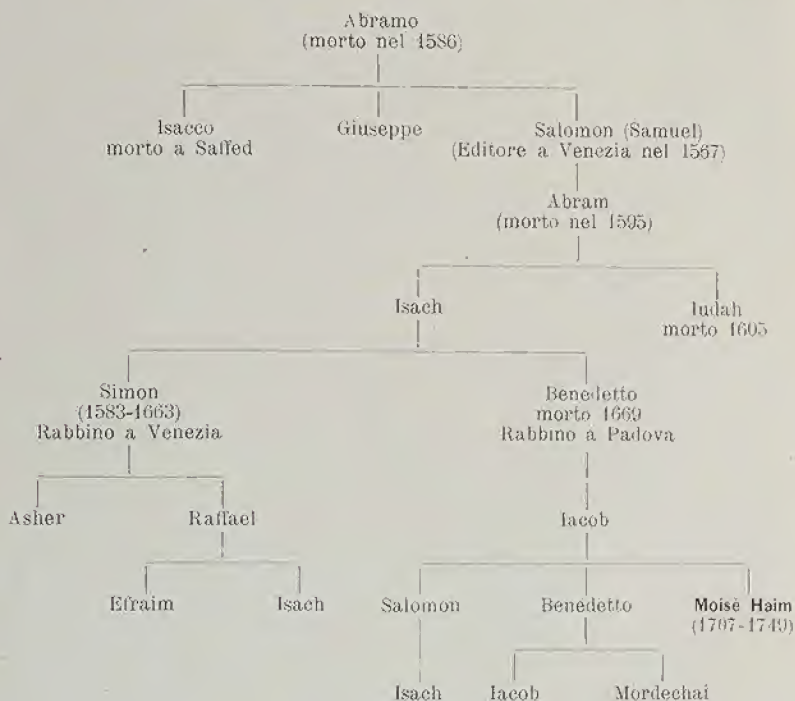 Abramo
(morto nel 1586)
Isacco
morto a Saffed
Giuseppe
Salomon (Samuel)
(Editore a Venezia nel 1567)
Abram
(morto nel 1595)
Isach
Iudah
morto 1605
Simon
(1583-1663)
Rabbino a Venezia
Benedetto
morto 1669
Rabbino a Padova
Asher
Raffael
Iacob
Efraim
Isach
Salomon
Benedetto
Moisè Haim
(1707-1749)
Isach
Iacob
Mordechai